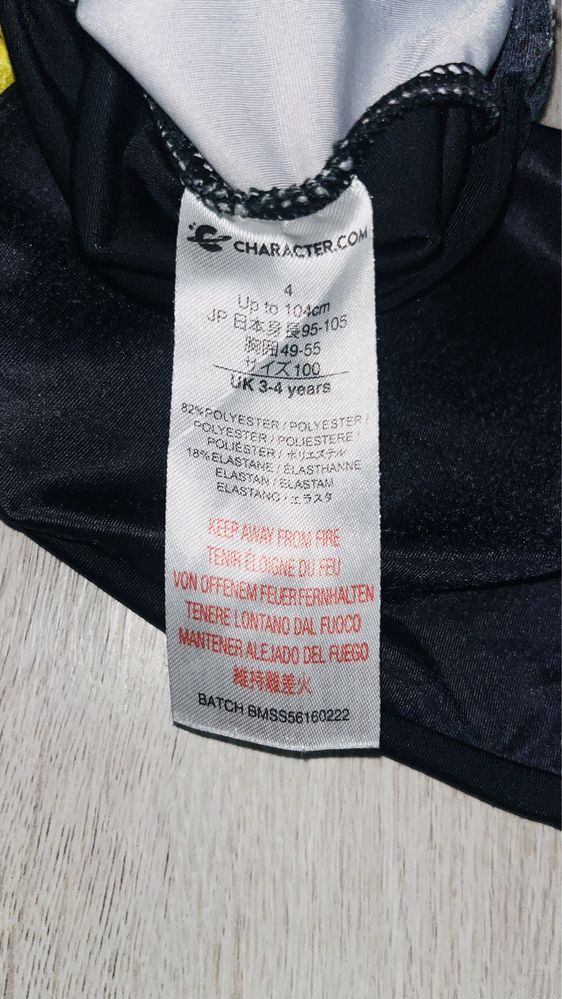 CHARACTER.COM
4
Up to 104cm
JP 日本身長95-105
胸囲49-55
サイズ100
UK 3-4 years
82%POLYESTER / POLYESTER /
POLYESTER / POLIESTERE /
POLIÉSTER / ポリエステル
18%ELASTANE / ÉLASTHANNE
ELASTAN / ELASTAM
ELASTANO / エラスタ
KEEP AWAY FROM FIRE
TENIR ÉLOIGNÉ DU FEU
VON OFFENEM FEUER FERNHALTEN
TENERE LONTANO DAL FUOCO
MANTENER ALEJADO DEL FUEGO
維持離差火
BATCH BMSS56160222